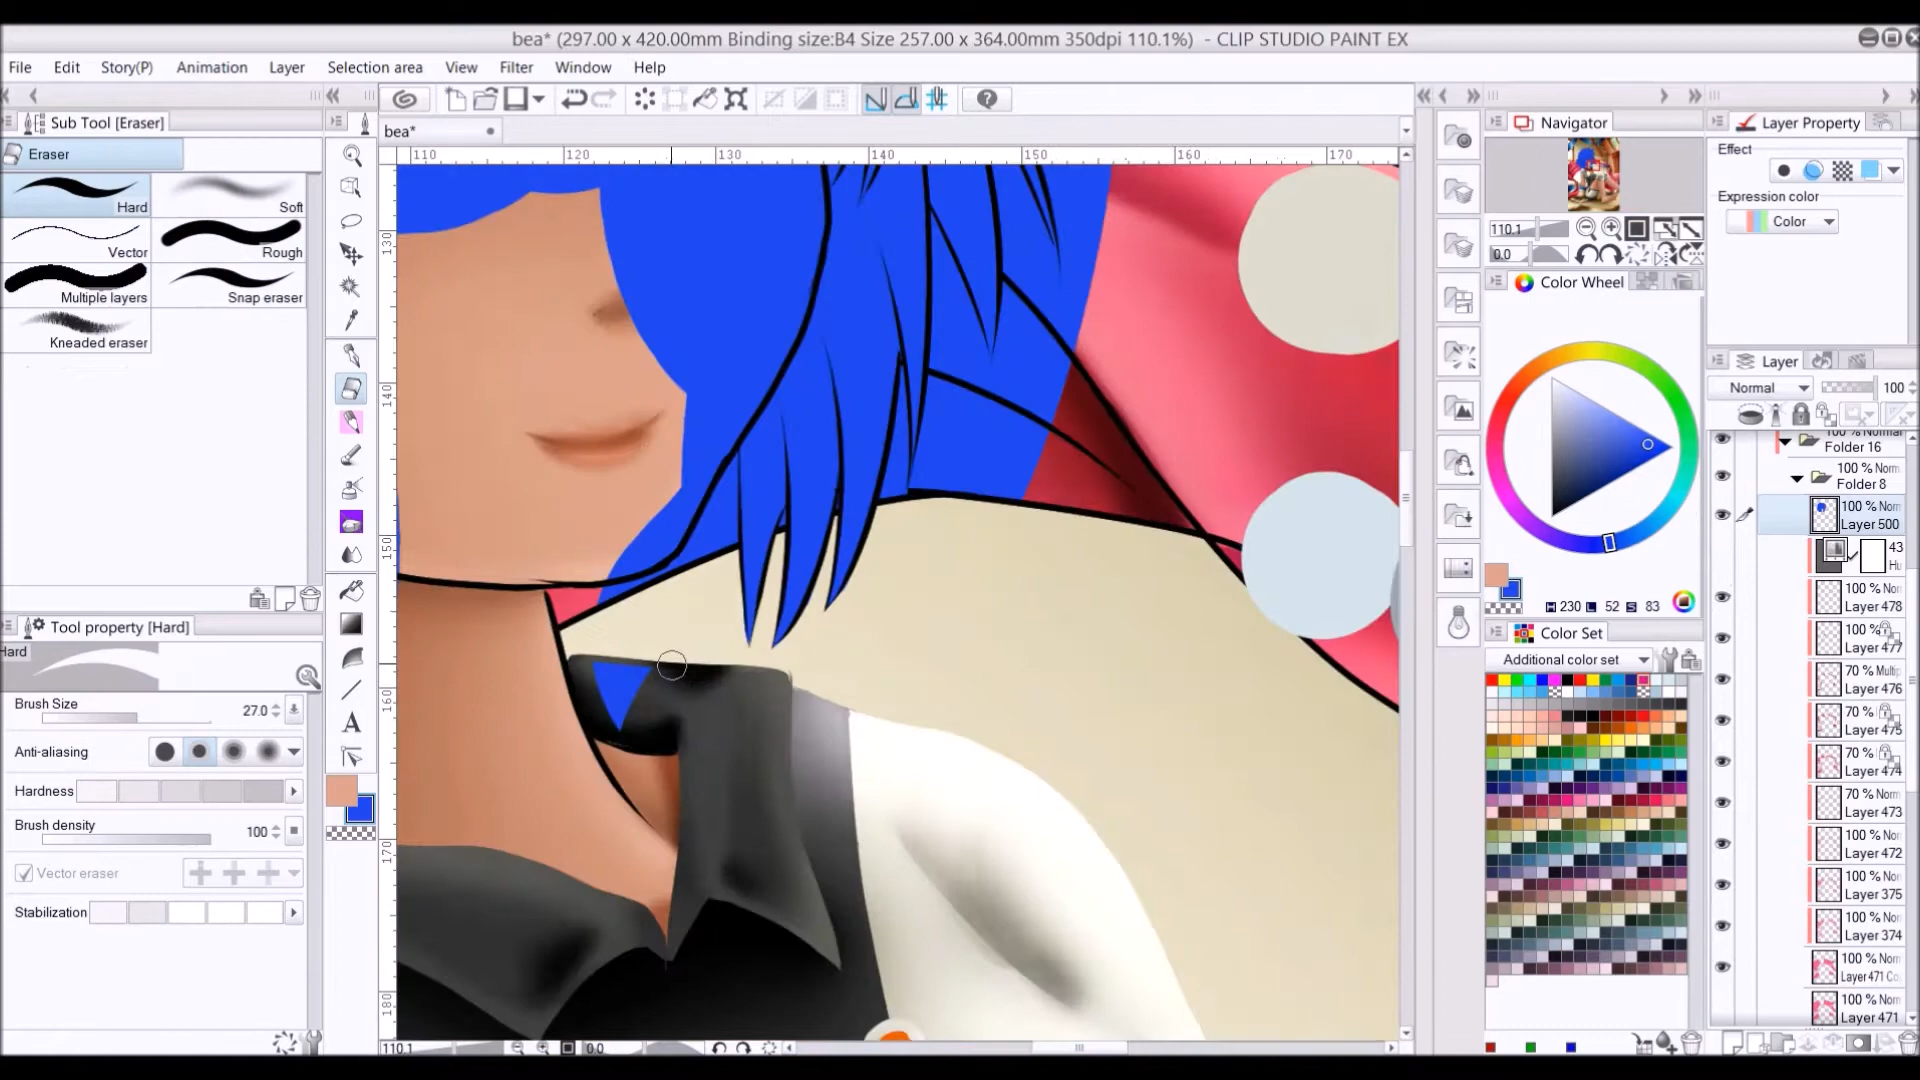 bea* (297.00 x 420.00mm Binding size:B4 Size 257.00 x 364.00mm 350dpi 110.1%) - CLIP STUDIO PAINT EX
File Edit Story(P) Animation Layer Selection area View Filter Window Help
Sub Tool [Eraser]
Eraser
Hard
Soft
Vector
Rough
Multiple layers
Snap eraser
Kneaded eraser
Tool property [Hard]
Hard
Brush Size 27.0
Anti-aliasing
Hardness
Brush density 100
Vector eraser
Stabilization
A
bea*
110 120 130 140 150 160 170
130
140
150
160
170
180
110.1 0.0
Navigator
110.1
0.0
Color Wheel
H 230 L 52 S 83
Color Set
Additional color set
Layer Property
Effect
Expression color
Color
Layer
Normal 100
100 % Normal
Folder 16
100 % Norm
Folder 8
100 % Norm
Layer 500
43
Hu
100 % Norm
Layer 478
100 %
Layer 477
70 % Multip
Layer 476
70 %
Layer 475
70 %
Layer 474
70 % Norm
Layer 473
100 % Norm
Layer 472
100 % Norm
Layer 375
100 % Norm
Layer 374
100 % Norm
Layer 471 Co
100 % Norm
Layer 471